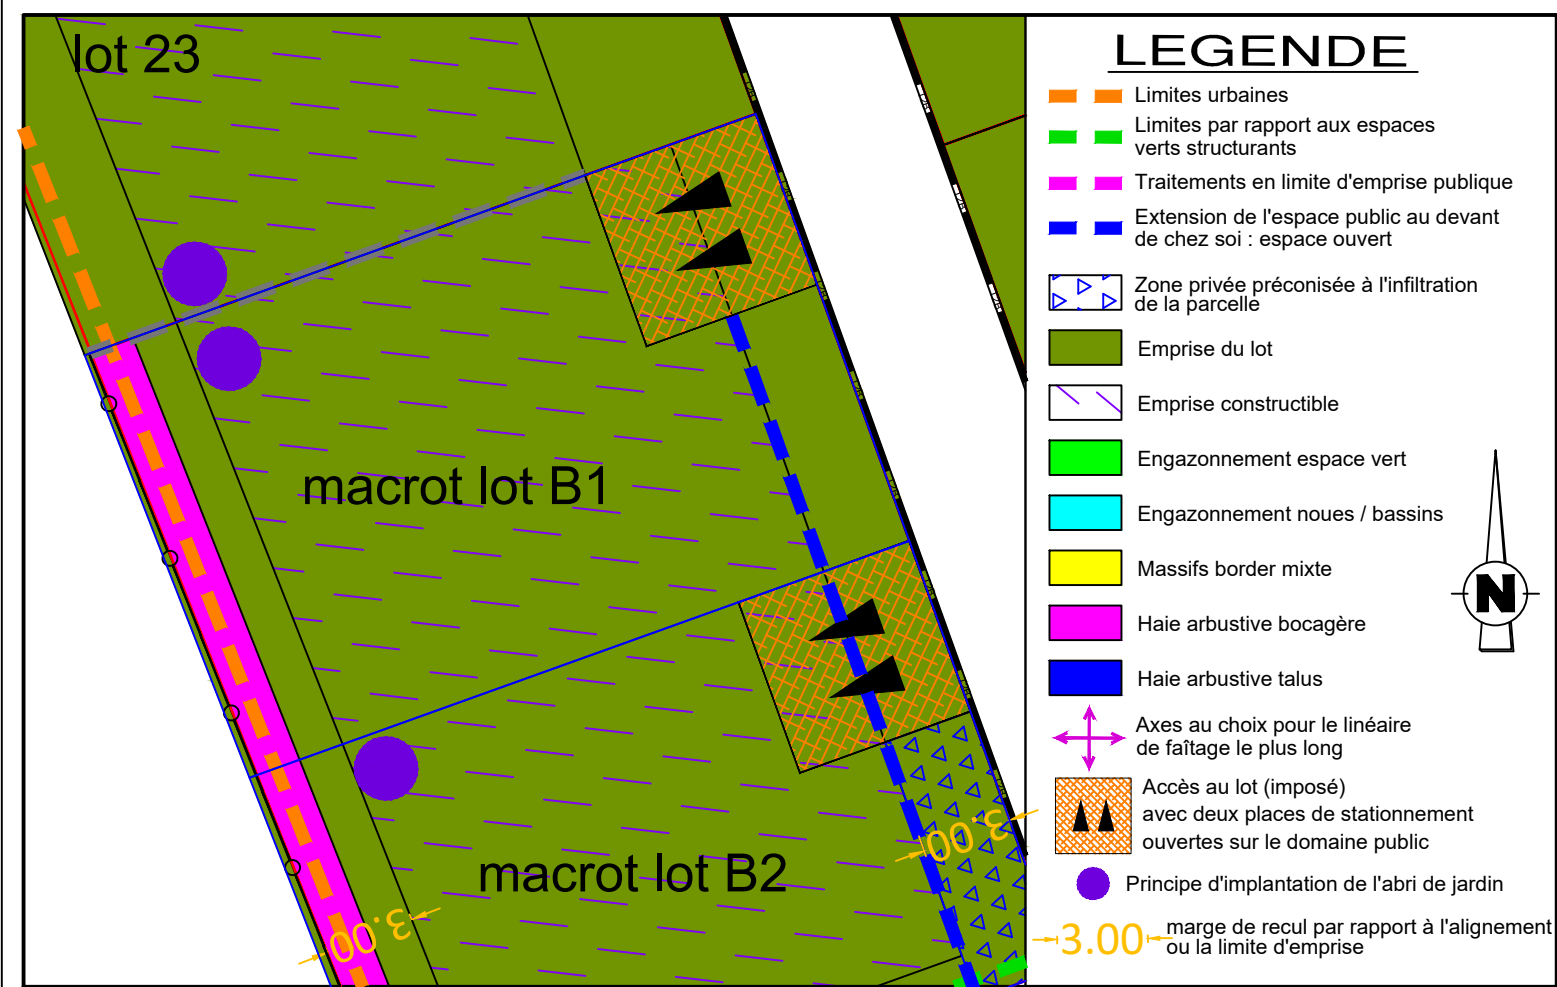 lot 23
macrot lot B1
macrot lot B2
3.00
3.00
LEGENDE
Limites urbaines
Limites par rapport aux espaces
verts structurants
Traitements en limite d'emprise publique
Extension de l'espace public au devant
de chez soi : espace ouvert
Zone privée préconisée à l'infiltration
de la parcelle
Emprise du lot
Emprise constructible
Engazonnement espace vert
Engazonnement noues / bassins
Massifs border mixte
Haie arbustive bocagère
Haie arbustive talus
Axes au choix pour le linéaire
de faîtage le plus long
Accès au lot (imposé)
avec deux places de stationnement
ouvertes sur le domaine public
Principe d'implantation de l'abri de jardin
3.00
marge de recul par rapport à l'alignement
ou la limite d'emprise
N